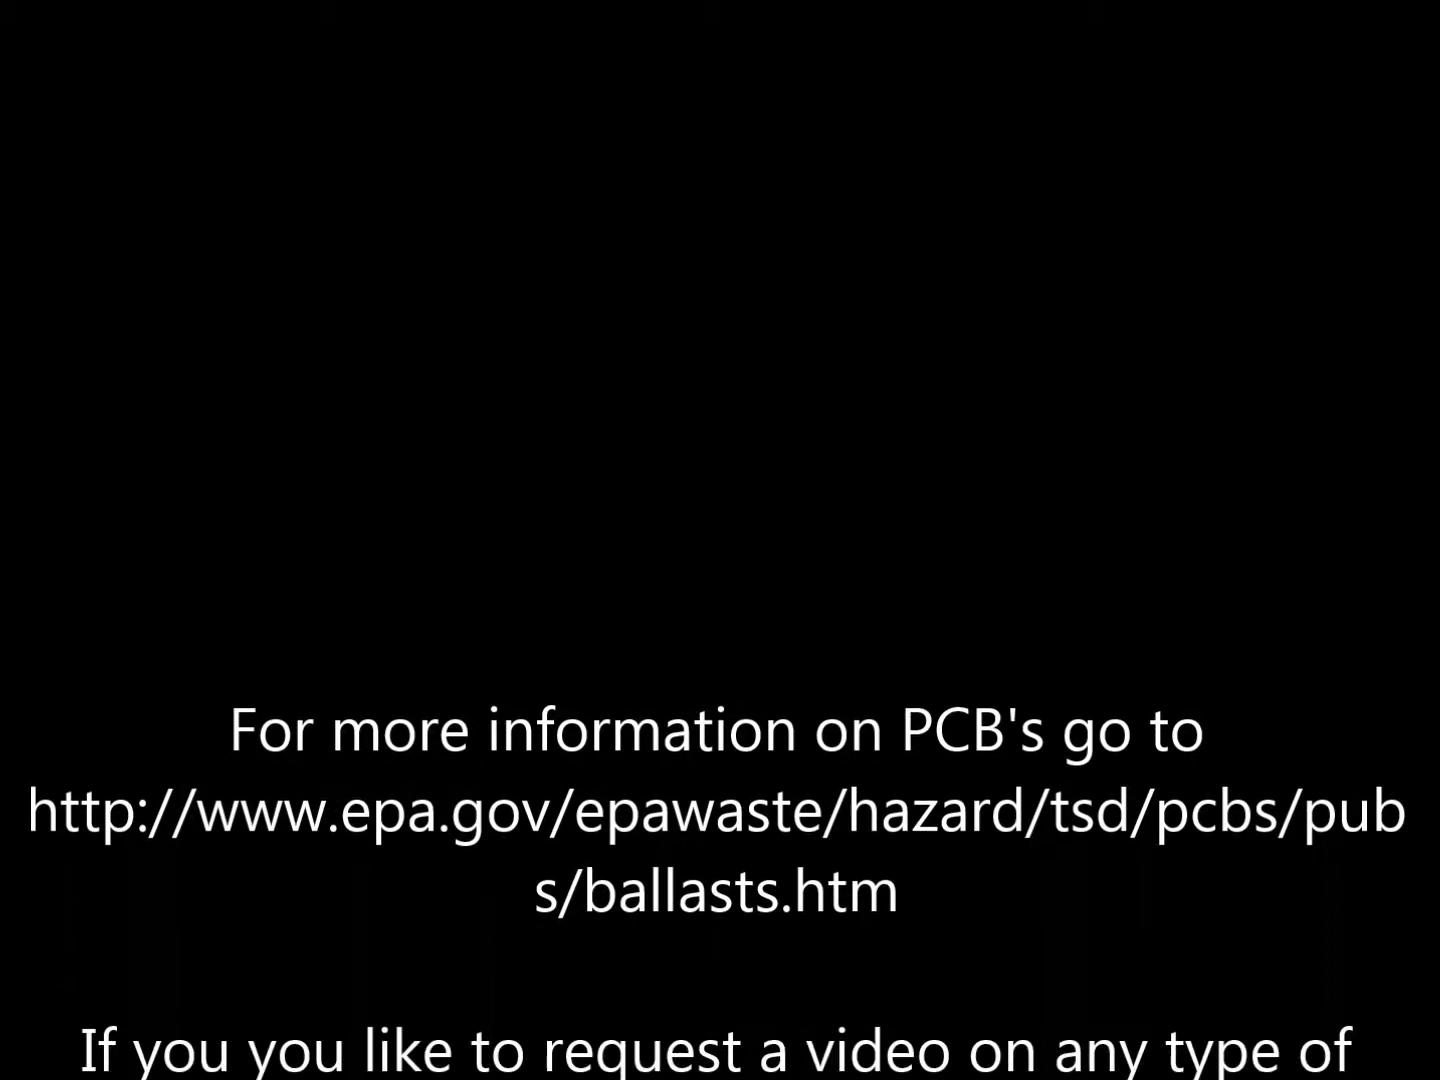 For more information on PCB's go to
http://www.epa.gov/epawaste/hazard/tsd/pcbs/pub
s/ballasts.htm
If you you like to request a video on any type of